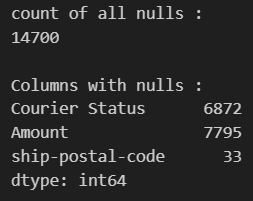 count of all nulls :
14700
Columns with nulls :
Courier Status 6872
Amount 7795
ship-postal-code 33
dtype: int64